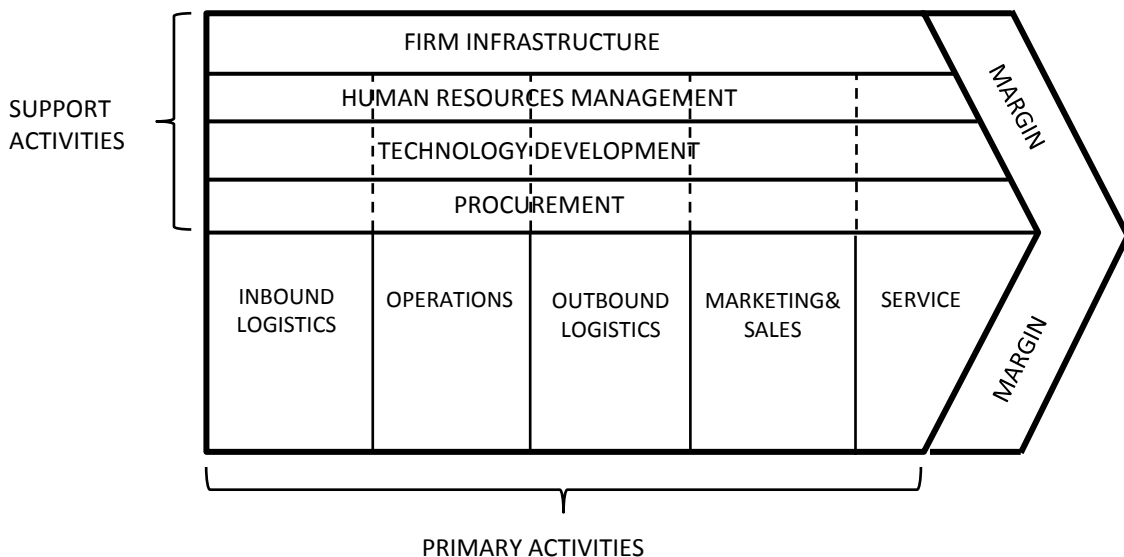 FIRM INFRASTRUCTURE
HUMAN RESOURCES MANAGEMENT
SUPPORT
ACTIVITIES
TECHNOLOGY DEVELOPMENT
PROCUREMENT
MARGIN
INBOUND
LOGISTICS
OPERATIONS
OUTBOUND
LOGISTICS
MARKETING&
SALES
SERVICE
MARGIN
PRIMARY ACTIVITIES